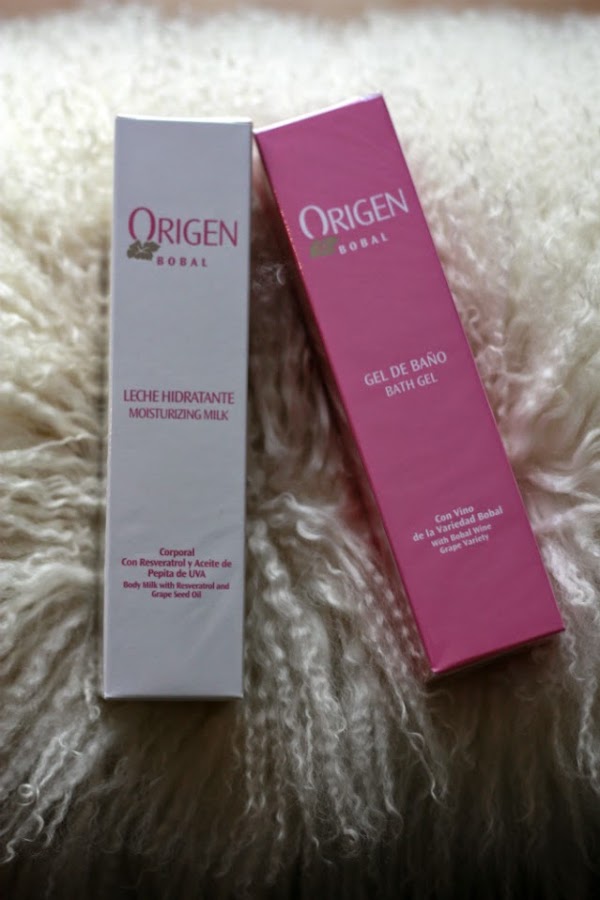 ORIGEN
BOBAL
LECHE HIDRATANTE
MOISTURIZING MILK
Corporal
Con Resveratrol y Aceite de
Pepita de UVA
Body Milk with Resveratrol and
Grape Seed Oil
ORIGEN
BOBAL
GEL DE BAÑO
BATH GEL
Con Vino
de la Variedad Bobal
With Bobal Wine
Grape Variety